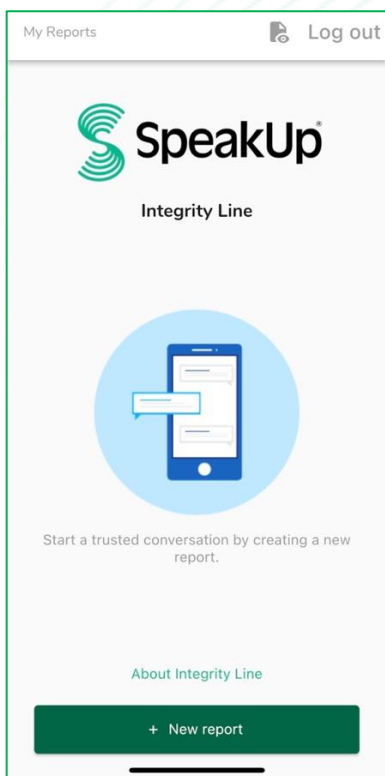 My Reports
Log out
SpeakUp®
Integrity Line
Start a trusted conversation by creating a new
report.
About Integrity Line
+ New report